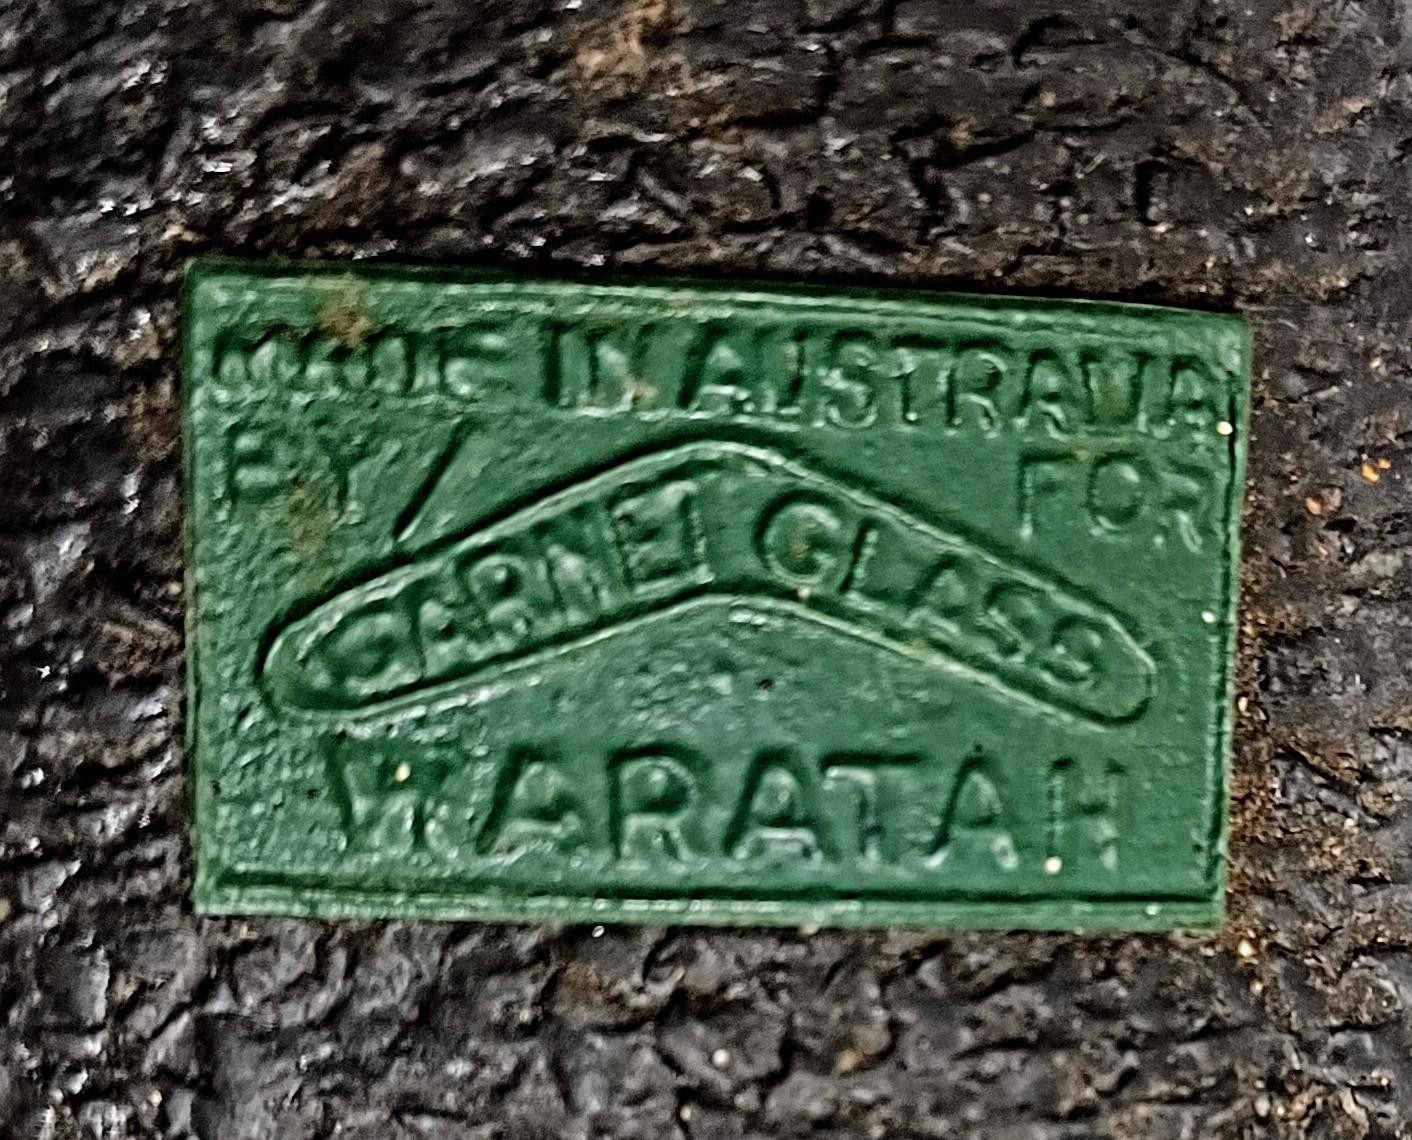 MADE IN AUSTRALIA
BY
FOR
GARNET GLASS
WARATAH